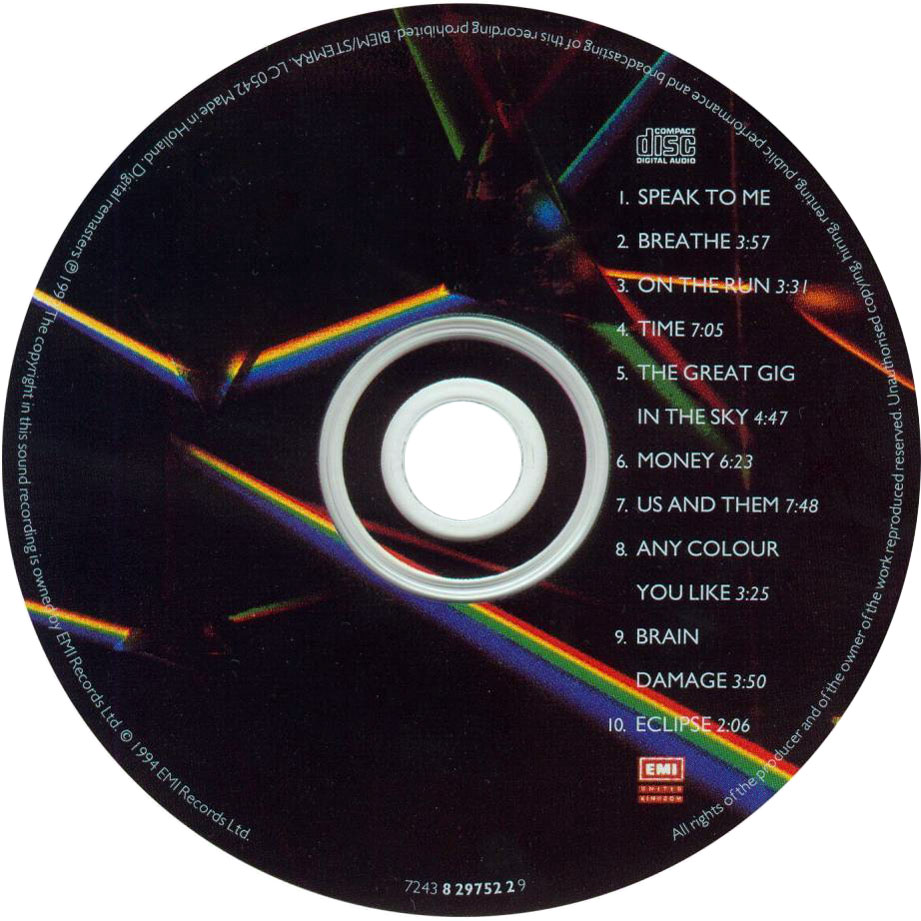 COMPACT
disc
DIGITAL AUDIO
1. SPEAK TO ME
2. BREATHE 3:57
3. ON THE RUN 3:31
4. TIME 7:05
5. THE GREAT GIG
IN THE SKY 4:47
6. MONEY 6:23
7. US AND THEM 7:48
8. ANY COLOUR
YOU LIKE 3:25
9. BRAIN
DAMAGE 3:50
10. ECLIPSE 2:06
EMI
UNITED
KINGDOM
7243 8 29752 2 9
All rights of the producer and of the owner of the work reproduced reserved. Unauthorised copying, hiring, renting, public performance and broadcasting of this recording prohibited. BIEM/STEMRA. LC 0542 Made in Holland. Digital remasters ℗ The copyright in this sound recording is owned by EMI Records Ltd © 1994 EMI Records Ltd.